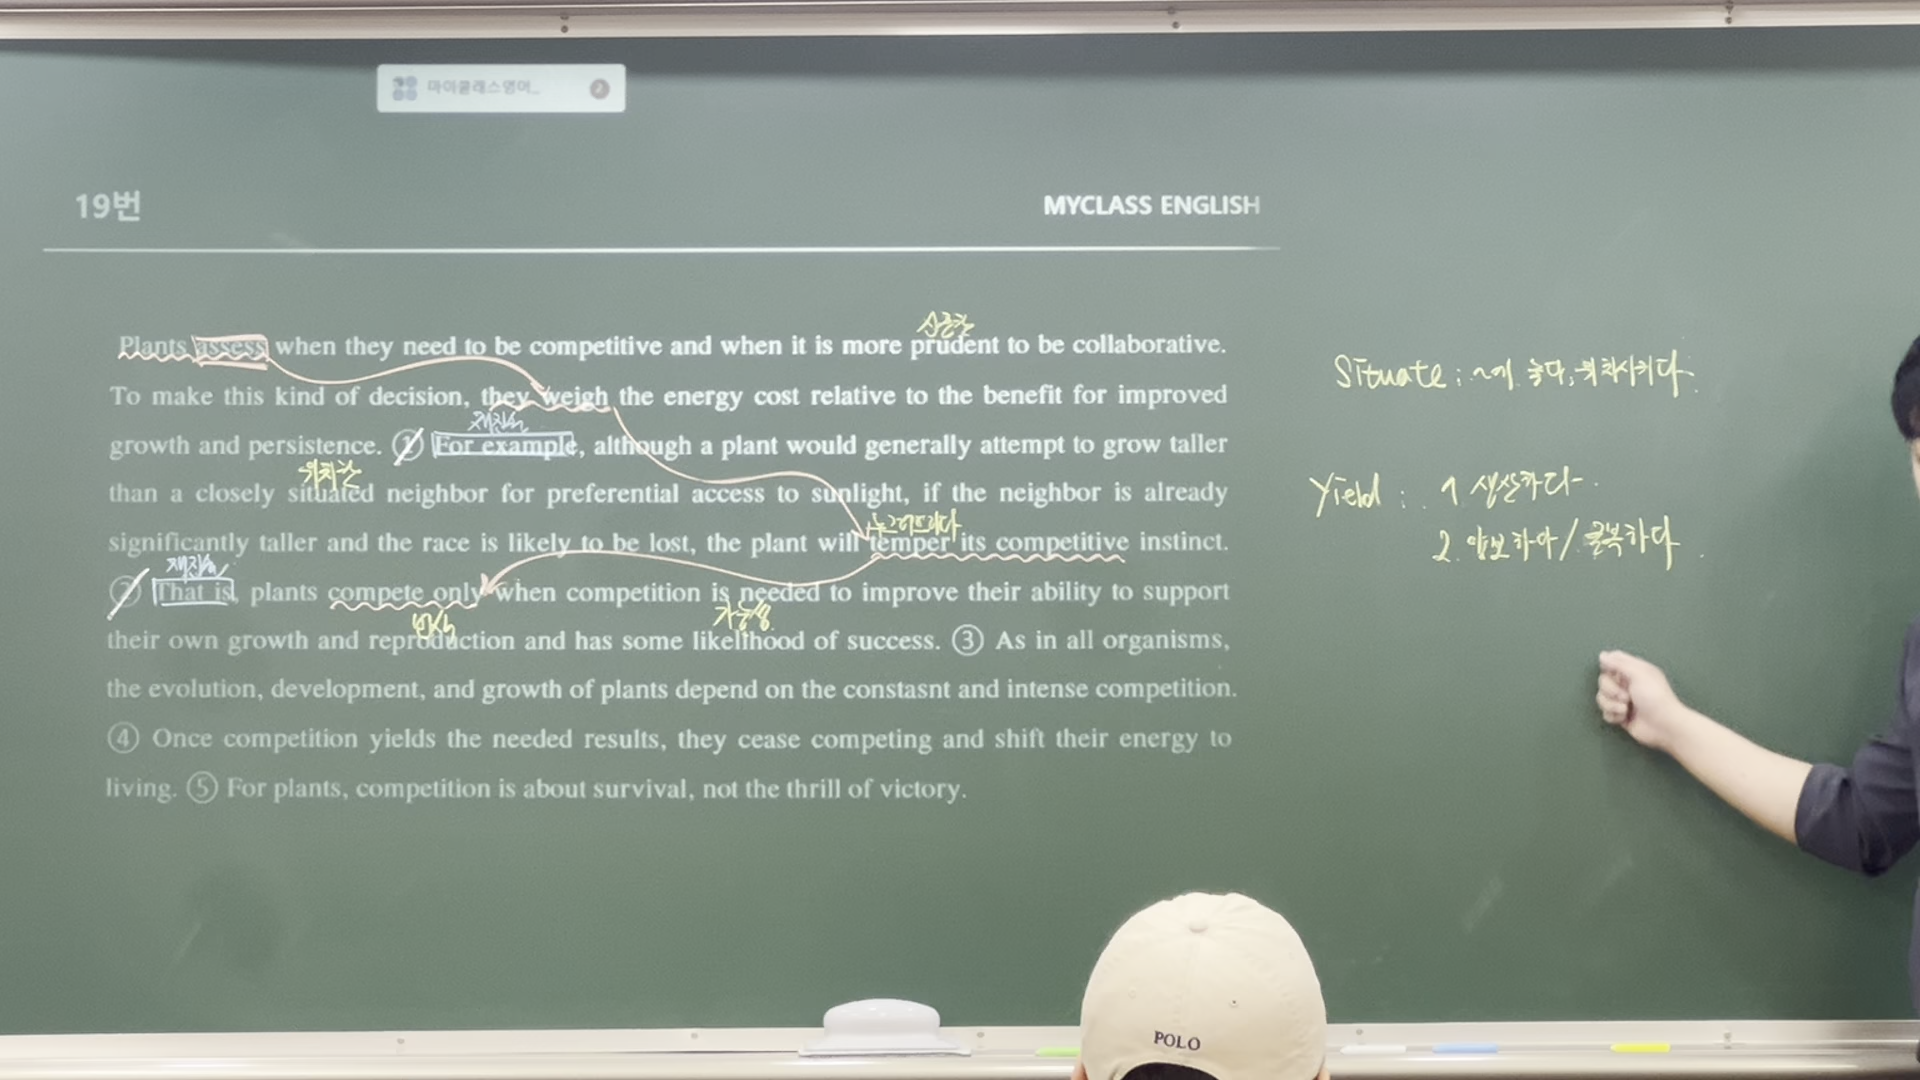 마이클래스영어_ 2
19번
MYCLASS ENGLISH
신중한
Plants assess when they need to be competitive and when it is more prudent to be collaborative.
To make this kind of decision, they weigh the energy cost relative to the benefit for improved
재진술
growth and persistence. ① For example, although a plant would generally attempt to grow taller
위치한
than a closely situated neighbor for preferential access to sunlight, if the neighbor is already
누그러뜨리다
significantly taller and the race is likely to be lost, the plant will temper its competitive instinct.
재진술
② That is, plants compete only when competition is needed to improve their ability to support
번식
가능성
their own growth and reproduction and has some likelihood of success. ③ As in all organisms,
the evolution, development, and growth of plants depend on the constasnt and intense competition.
④ Once competition yields the needed results, they cease competing and shift their energy to
living. ⑤ For plants, competition is about survival, not the thrill of victory.
Situate : ~에 놓다, 위치시키다.
Yield : 1 생산하다.
2. 양보하다 / 굴복하다.
POLO